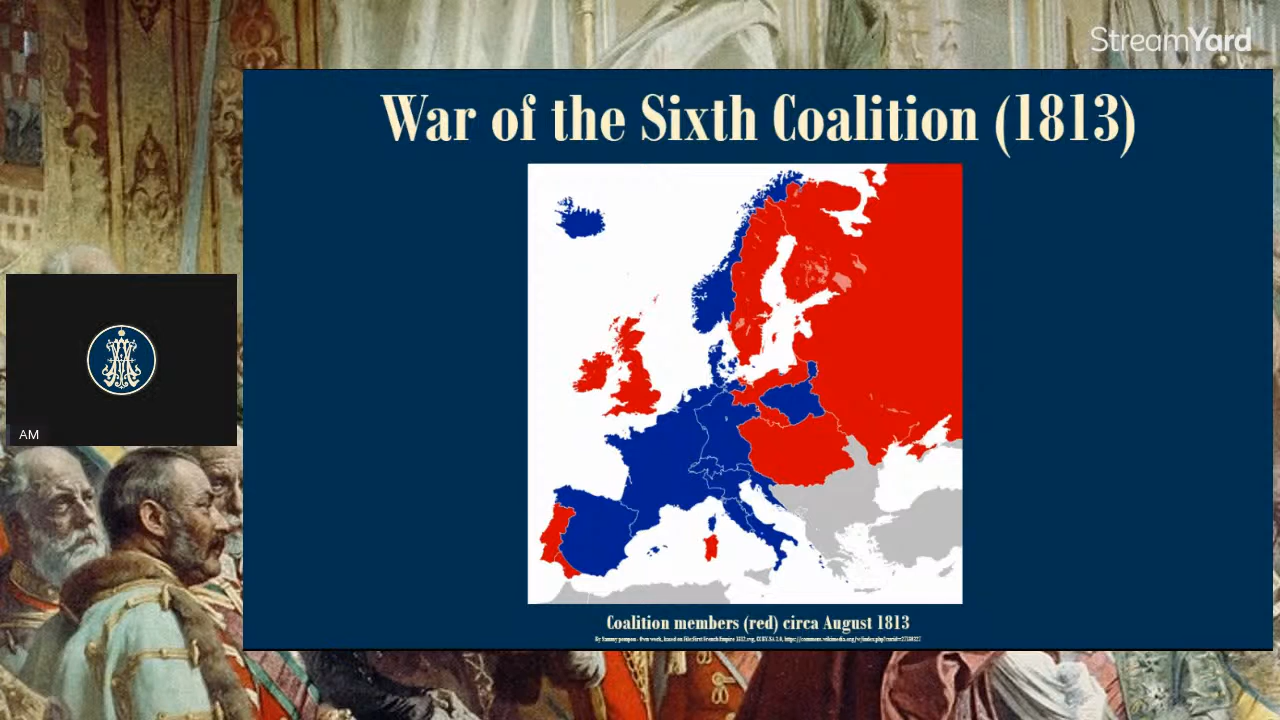 StreamYard
War of the Sixth Coalition (1813)
AM
Coalition members (red) circa August 1813